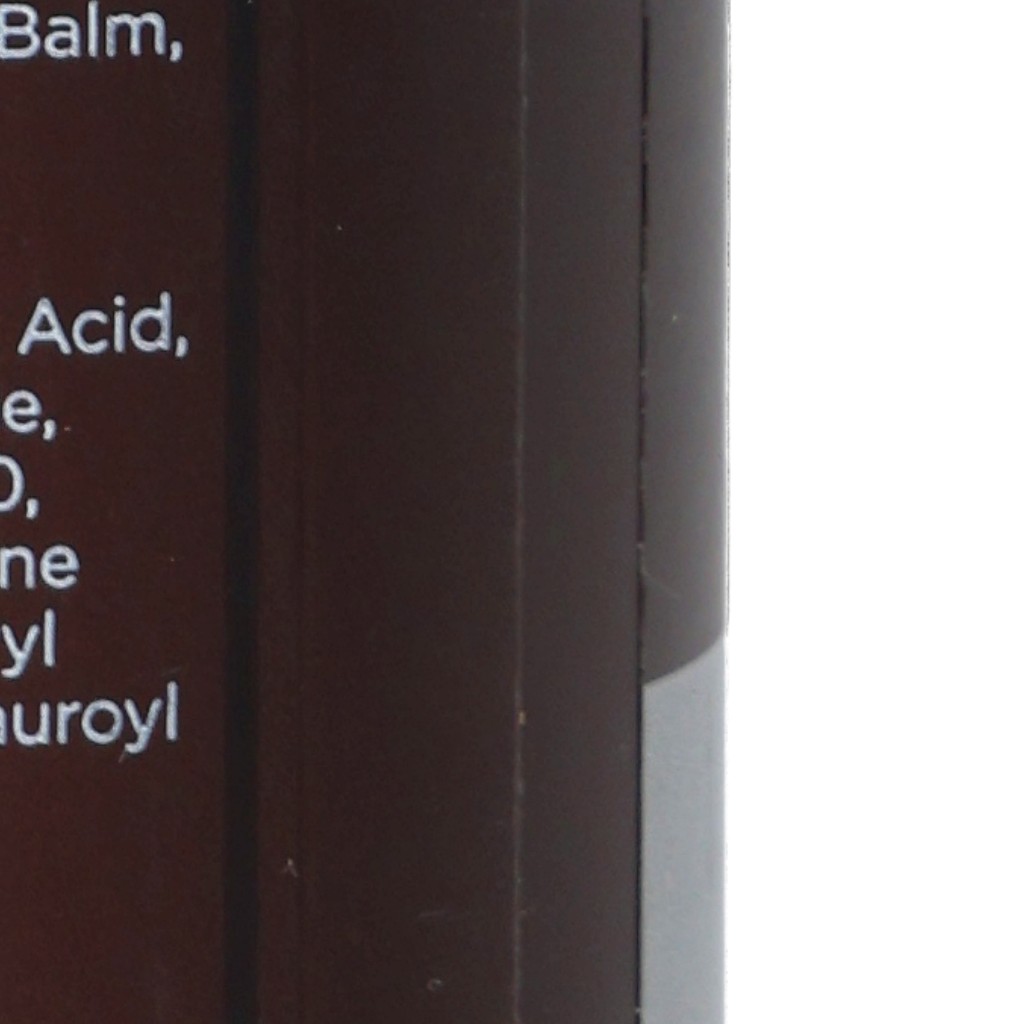 Balm,
Acid,
e,
O,
ne
yl
auroyl